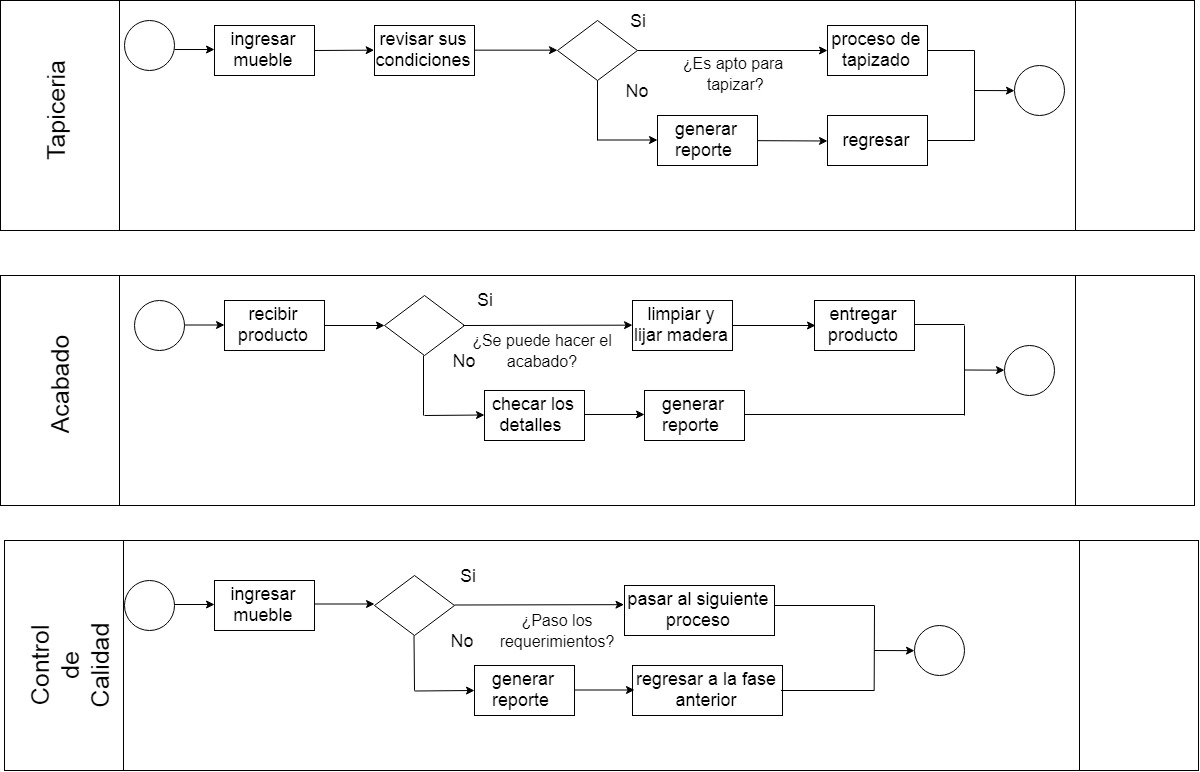 Tapiceria
ingresar
mueble
revisar sus
condiciones
Si
¿Es apto para
tapizar?
No
proceso de
tapizado
generar
reporte
regresar
Acabado
recibir
producto
Si
¿Se puede hacer el
acabado?
No
limpiar y
lijar madera
entregar
producto
checar los
detalles
generar
reporte
Control
de
Calidad
ingresar
mueble
Si
¿Paso los
requerimientos?
No
pasar al siguiente
proceso
generar
reporte
regresar a la fase
anterior